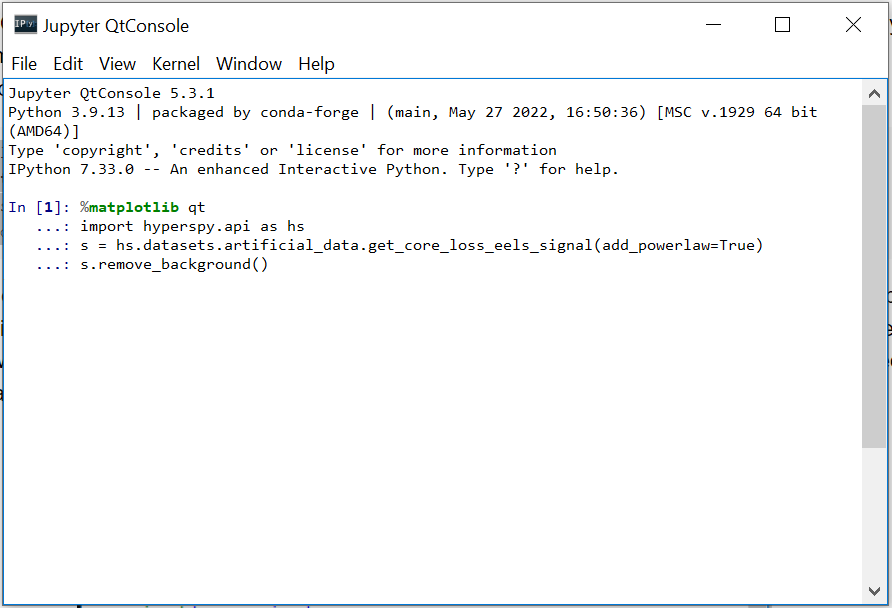 IPy Jupyter QtConsole
File Edit View Kernel Window Help
Jupyter QtConsole 5.3.1
Python 3.9.13 | packaged by conda-forge | (main, May 27 2022, 16:50:36) [MSC v.1929 64 bit
(AMD64)]
Type 'copyright', 'credits' or 'license' for more information
IPython 7.33.0 -- An enhanced Interactive Python. Type '?' for help.
In [1]: %matplotlib qt
...: import hyperspy.api as hs
...: s = hs.datasets.artificial_data.get_core_loss_eels_signal(add_powerlaw=True)
...: s.remove_background()